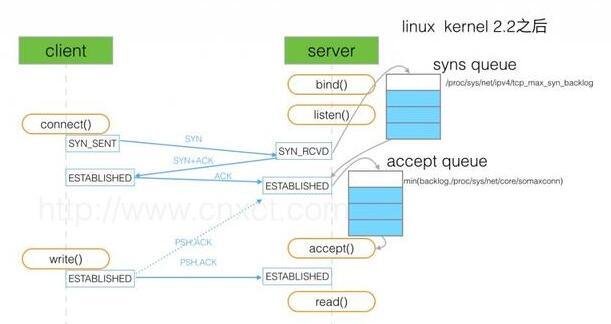 linux kernel 2.2之后
client
server
syns queue
/proc/sys/net/ipv4/tcp_max_syn_backlog
bind()
listen()
connect()
SYN_SENT
SYN
SYN_RCVD
SYN+ACK
accept queue
ESTABLISHED
ACK
ESTABLISHED
min(backlog,/proc/sys/net/core/somaxconn)
http://www.cnxct.com
PSH,ACK
accept()
write()
PSH,ACK
ESTABLISHED
ESTABLISHED
read()